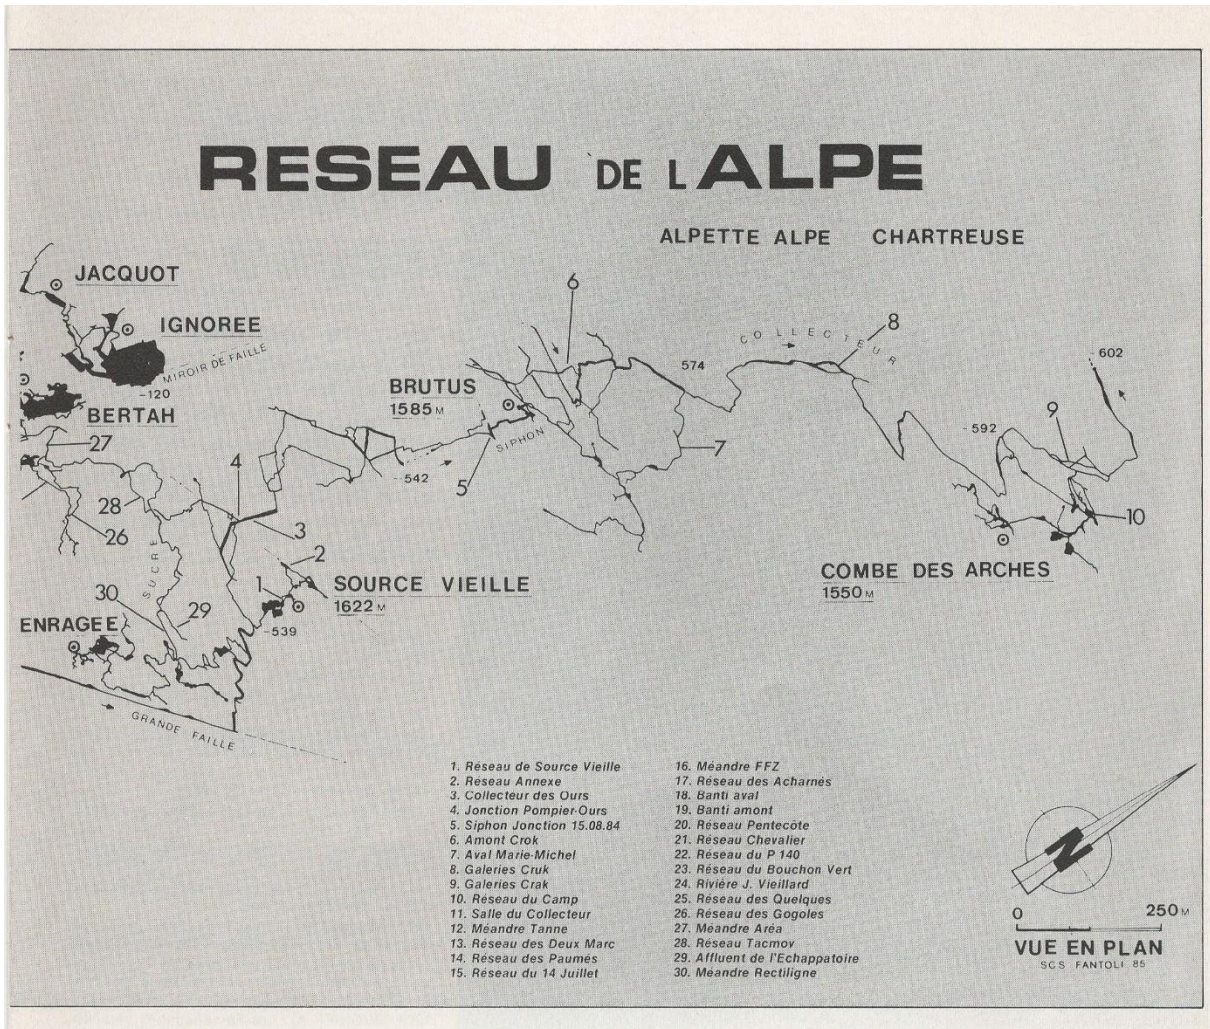 RESEAU DE L ALPE
ALPETTE ALPE CHARTREUSE
JACQUOT
IGNOREE
MIROIR DE FAILLE
-120
BERTAH
27
28
26
4
3
SUCRE
30
29
2
1
SOURCE VIEILLE
1622 M
-539
ENRAGEE
GRANDE FAILLE
BRUTUS
1585 M
SIPHON
-542
5
6
574
7
COLLECTEUR
8
-602
9
-592
10
COMBE DES ARCHES
1550 M
1. Réseau de Source Vieille
2. Réseau Annexe
3. Collecteur des Ours
4. Jonction Pompier-Ours
5. Siphon Jonction 15.08.84
6. Amont Crok
7. Aval Marie-Michel
8. Galeries Cruk
9. Galeries Crak
10. Réseau du Camp
11. Salle du Collecteur
12. Méandre Tanne
13. Réseau des Deux Marc
14. Réseau des Paumés
15. Réseau du 14 Juillet
16. Méandre FFZ
17. Réseau des Acharnés
18. Banti aval
19. Banti amont
20. Réseau Pentecôte
21. Réseau Chevalier
22. Réseau du P 140
23. Réseau du Bouchon Vert
24. Rivière J. Vieillard
25. Réseau des Quelques
26. Réseau des Gogoles
27. Méandre Aréa
28. Réseau Tacmov
29. Affluent de l'Echappatoire
30. Méandre Rectiligne
N
0 250 M
VUE EN PLAN
SCS FANTOLI 85